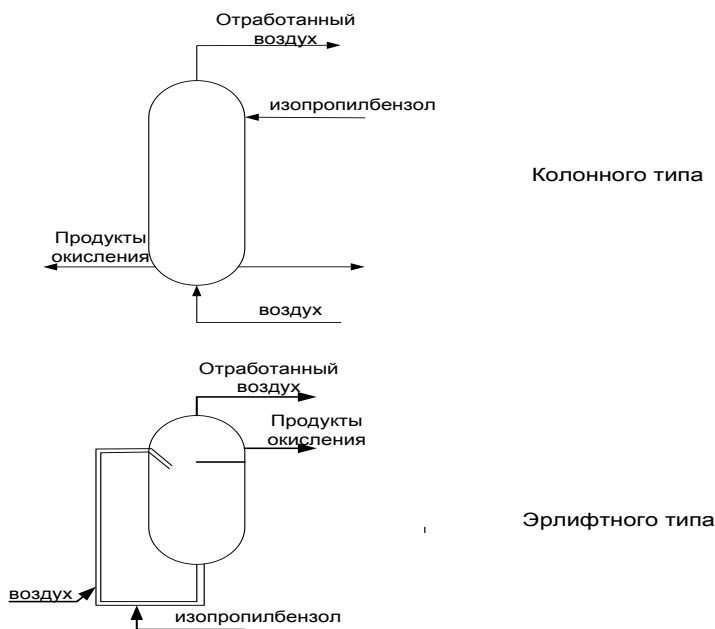 Отработанный
воздух
изопропилбензол
Колонного типа
Продукты
окисления
воздух
Отработанный
воздух
Продукты
окисления
Эрлифтного типа
воздух
изопропилбензол